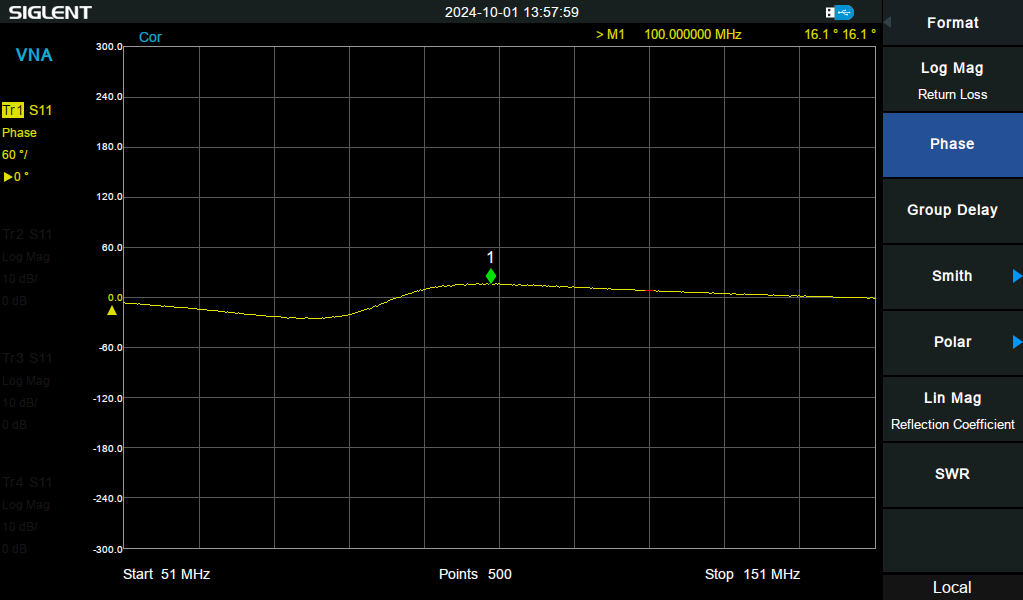 SIGLENT
2024-10-01 13:57:59
VNA
Cor
> M1 100.000000 MHz 16.1 ° 16.1 °
Tr1 S11
Phase
60 °/
▶0 °
Tr2 S11
Log Mag
10 dB/
0 dB
Tr3 S11
Log Mag
10 dB/
0 dB
Tr4 S11
Log Mag
10 dB/
0 dB
300.0
240.0
180.0
120.0
60.0
0.0
-60.0
-120.0
-180.0
-240.0
-300.0
1
Start 51 MHz
Points 500
Stop 151 MHz
Format
Log Mag
Return Loss
Phase
Group Delay
Smith
Polar
Lin Mag
Reflection Coefficient
SWR
Local